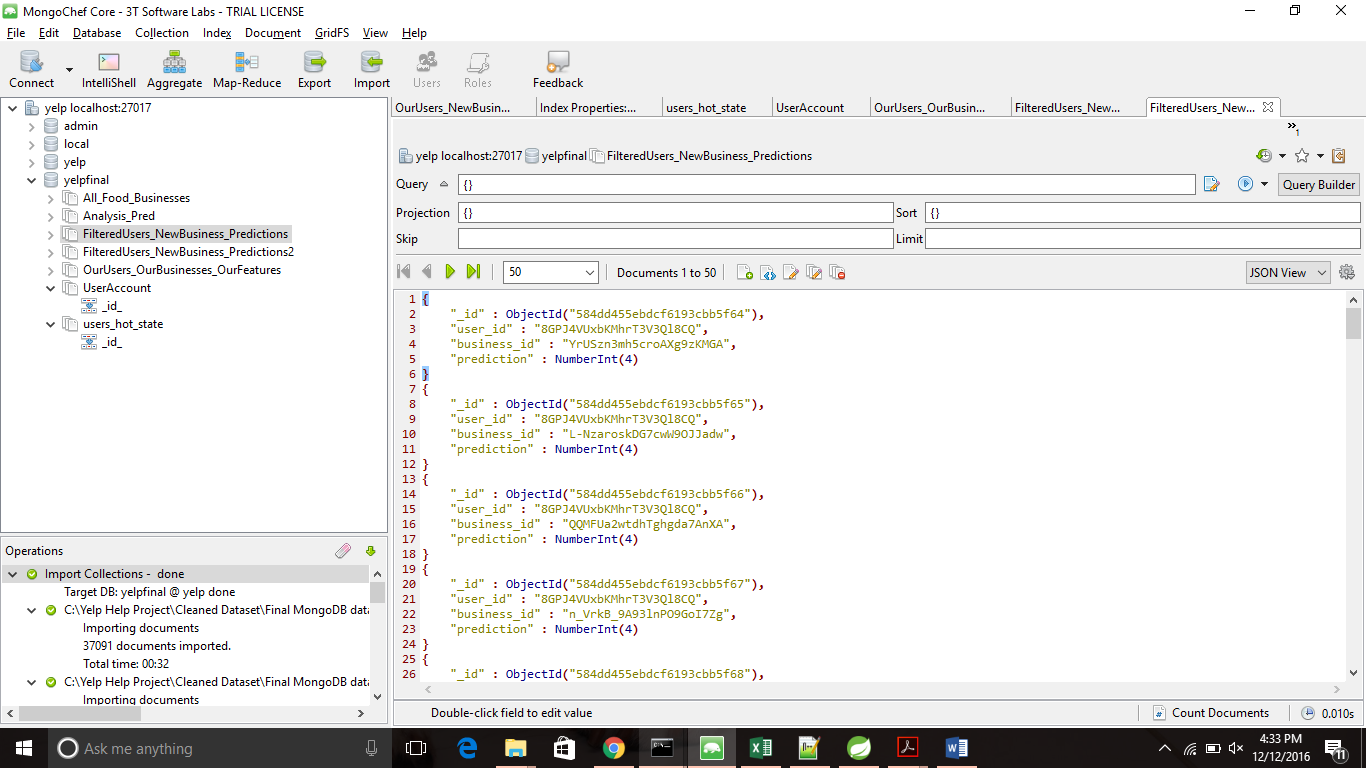 MongoChef Core - 3T Software Labs - TRIAL LICENSE
File Edit Database Collection Index Document GridFS View Help
Connect IntelliShell Aggregate Map-Reduce Export Import Users Roles Feedback
yelp localhost:27017
admin
local
yelp
yelpfinal
All_Food_Businesses
Analysis_Pred
FilteredUsers_NewBusiness_Predictions
FilteredUsers_NewBusiness_Predictions2
OurUsers_OurBusinesses_OurFeatures
UserAccount
_id_
users_hot_state
_id_
Operations
Import Collections - done
Target DB: yelpfinal @ yelp done
C:\Yelp Help Project\Cleaned Dataset\Final MongoDB data
Importing documents
37091 documents imported.
Total time: 00:32
C:\Yelp Help Project\Cleaned Dataset\Final MongoDB data
Importing documents
OurUsers_NewBusin... Index Properties:... users_hot_state UserAccount OurUsers_OurBusin... FilteredUsers_New... FilteredUsers_New...
»1
yelp localhost:27017 yelpfinal FilteredUsers_NewBusiness_Predictions
Query {} Query Builder
Projection {} Sort {}
Skip Limit
50 Documents 1 to 50 JSON View
1 {
2 "_id" : ObjectId("584dd455ebdcf6193cbb5f64"),
3 "user_id" : "8GPJ4VUxbKMhrT3V3Ql8CQ",
4 "business_id" : "YrUSzn3mh5croAXg9zKMGA",
5 "prediction" : NumberInt(4)
6 }
7 {
8 "_id" : ObjectId("584dd455ebdcf6193cbb5f65"),
9 "user_id" : "8GPJ4VUxbKMhrT3V3Ql8CQ",
10 "business_id" : "L-NzaroskDG7cwW9OJJadw",
11 "prediction" : NumberInt(4)
12 }
13 {
14 "_id" : ObjectId("584dd455ebdcf6193cbb5f66"),
15 "user_id" : "8GPJ4VUxbKMhrT3V3Ql8CQ",
16 "business_id" : "QQMFUa2wtdhTghgda7AnXA",
17 "prediction" : NumberInt(4)
18 }
19 {
20 "_id" : ObjectId("584dd455ebdcf6193cbb5f67"),
21 "user_id" : "8GPJ4VUxbKMhrT3V3Ql8CQ",
22 "business_id" : "n_VrkB_9A93lnPO9GoI7Zg",
23 "prediction" : NumberInt(4)
24 }
25 {
26 "_id" : ObjectId("584dd455ebdcf6193cbb5f68"),
Double-click field to edit value Count Documents 0.010s
Ask me anything
4:33 PM
12/12/2016
11